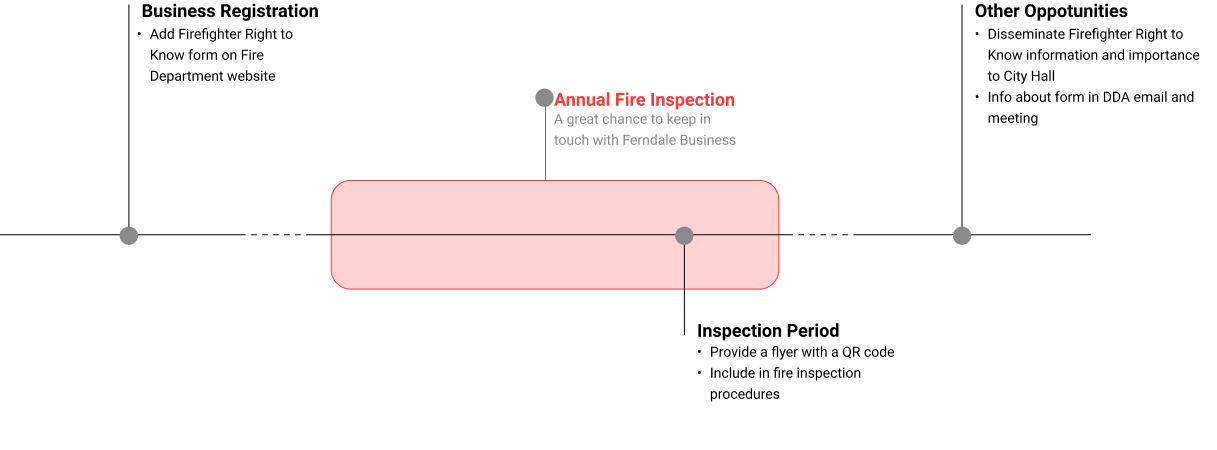 Business Registration
• Add Firefighter Right to
Know form on Fire
Department website
Annual Fire Inspection
A great chance to keep in
touch with Ferndale Business
Other Oppotunities
• Disseminate Firefighter Right to
Know information and importance
to City Hall
• Info about form in DDA email and
meeting
Inspection Period
• Provide a flyer with a QR code
• Include in fire inspection
procedures